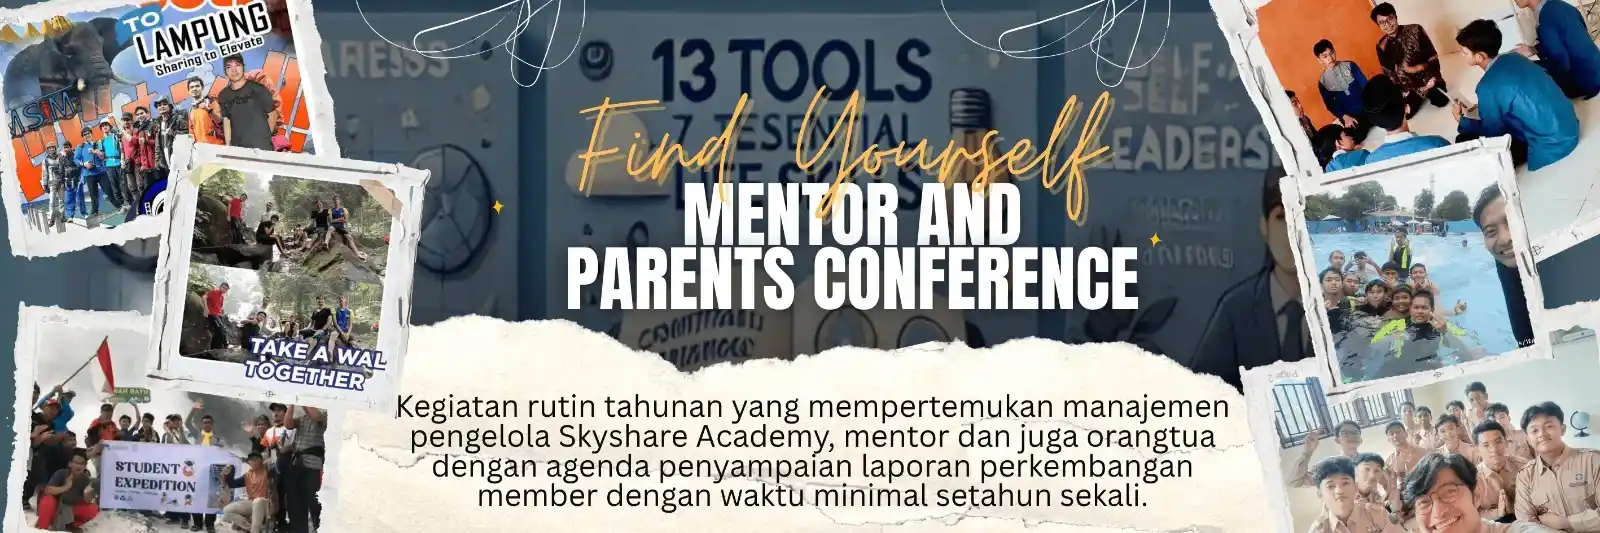 TO
LAMPUNG
Sharing to Elevate
13 TOOLS
Find Yourself
MENTOR AND
PARENTS CONFERENCE
TAKE A WAL
TOGETHER
STUDENT
EXPEDITION
Kegiatan rutin tahunan yang mempertemukan manajemen
pengelola Skyshare Academy, mentor dan juga orangtua
dengan agenda penyampaian laporan perkembangan
member dengan waktu minimal setahun sekali.